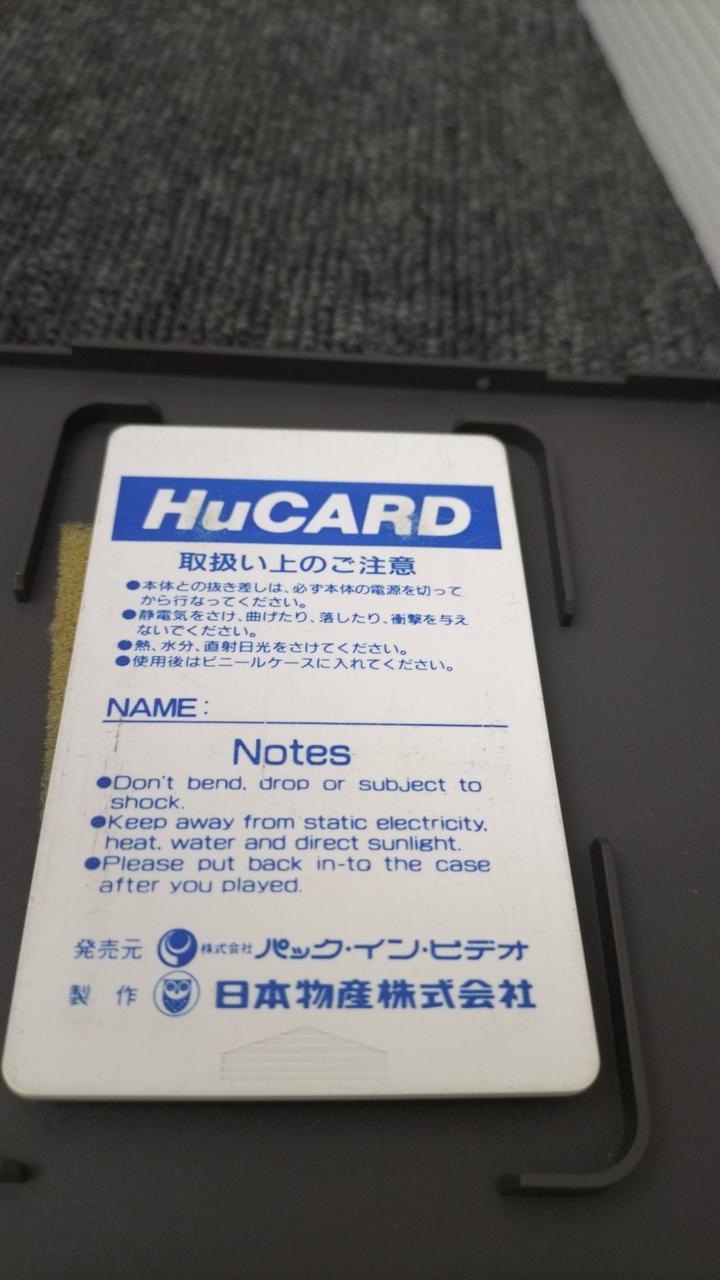 HuCARD
取扱い上のご注意
●本体との抜き差しは、必ず本体の電源を切って
から行なってください。
●静電気をさけ、曲げたり、落したり、衝撃を与え
ないでください。
●熱、水分、直射日光をさけてください。
●使用後はビニールケースに入れてください。
NAME:
Notes
●Don't bend, drop or subject to
shock.
●Keep away from static electricity,
heat, water and direct sunlight.
●Please put back in-to the case
after you played.
発売元 株式会社パック・イン・ビデオ
製 作 日本物産株式会社